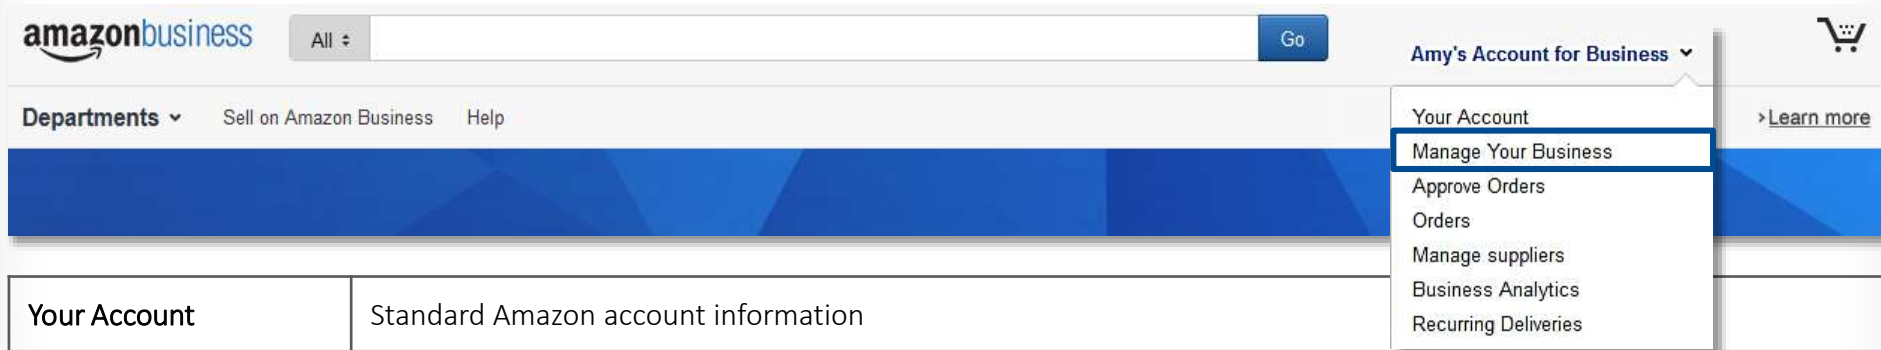 amazonbusiness
All
Go
Amy's Account for Business
Departments
Sell on Amazon Business
Help
>Learn more
Your Account
Manage Your Business
Approve Orders
Orders
Manage suppliers
Business Analytics
Recurring Deliveries
Your Account
Standard Amazon account information